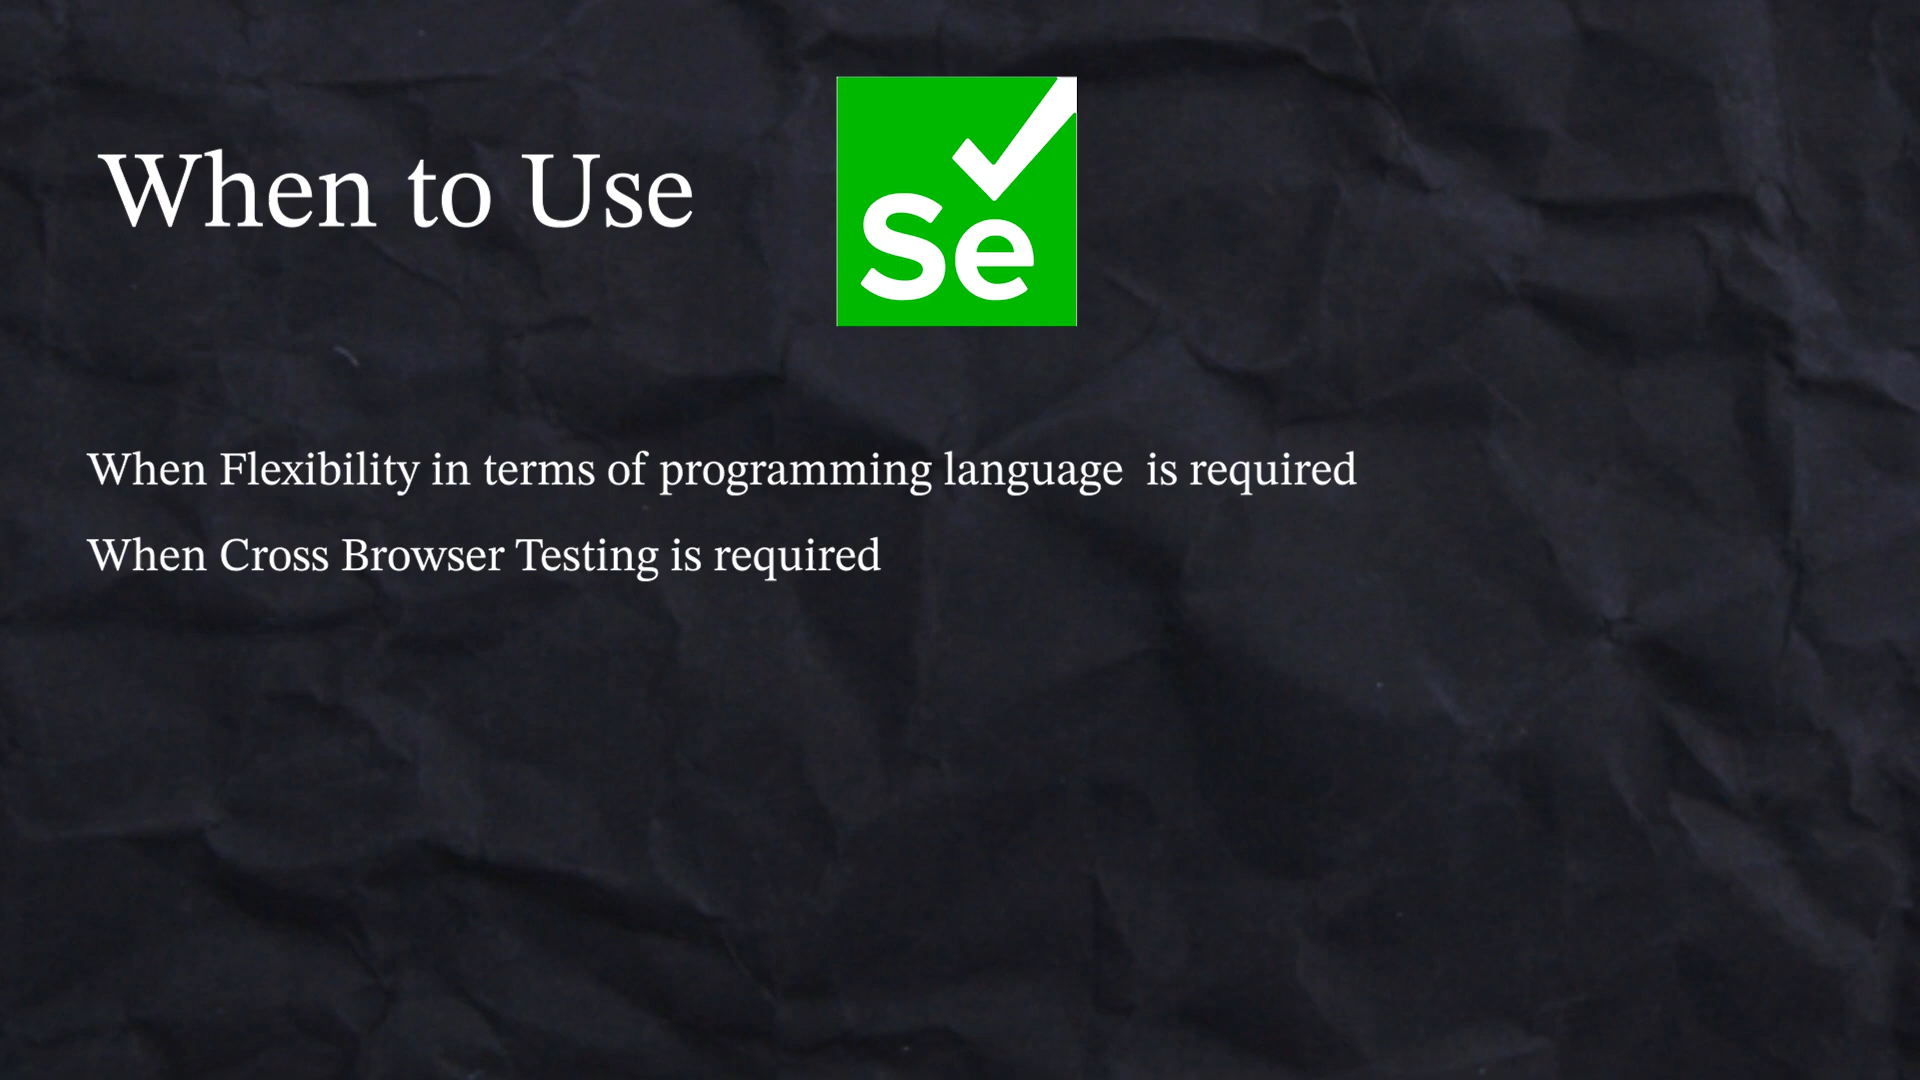 When to Use
Se
When Flexibility in terms of programming language  is required
When Cross Browser Testing is required